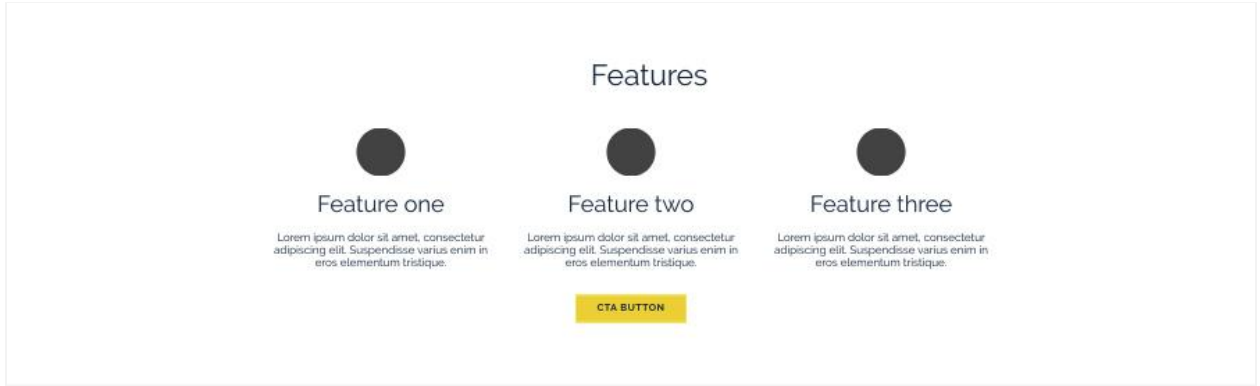 Features
Feature one
Lorem ipsum dolor sit amet, consectetur
adipiscing elit. Suspendisse varius enim in
eros elementum tristique.
Feature two
Lorem ipsum dolor sit amet, consectetur
adipiscing elit. Suspendisse varius enim in
eros elementum tristique.
Feature three
Lorem ipsum dolor sit amet, consectetur
adipiscing elit. Suspendisse varius enim in
eros elementum tristique.
CTA BUTTON